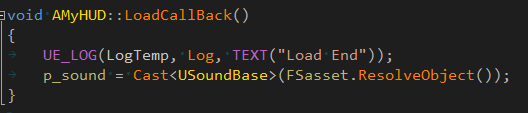 void AMyHUD::LoadCallBack()
{
UE_LOG(LogTemp, Log, TEXT("Load End"));
p_sound = Cast<USoundBase>(FSasset.ResolveObject());
}